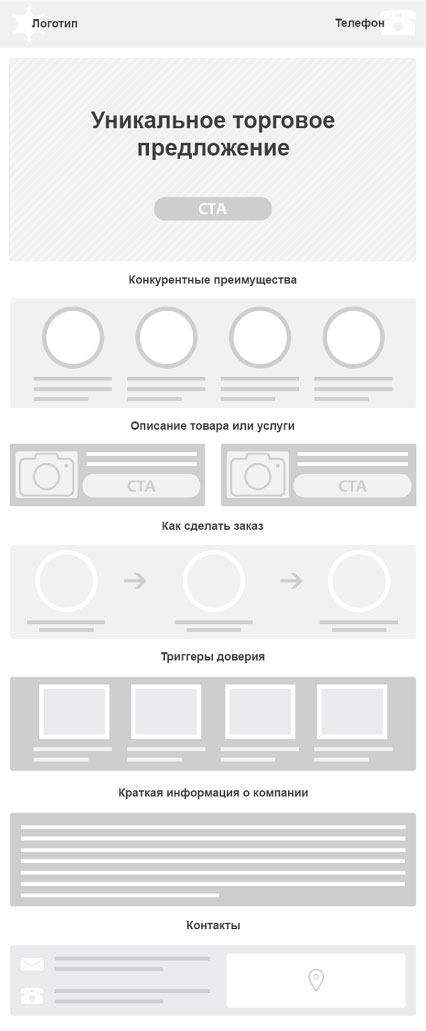 Логотип
Телефон
Уникальное торговое
предложение
CTA
Конкурентные преимущества
Описание товара или услуги
CTA
CTA
Как сделать заказ
Триггеры доверия
Краткая информация о компании
Контакты